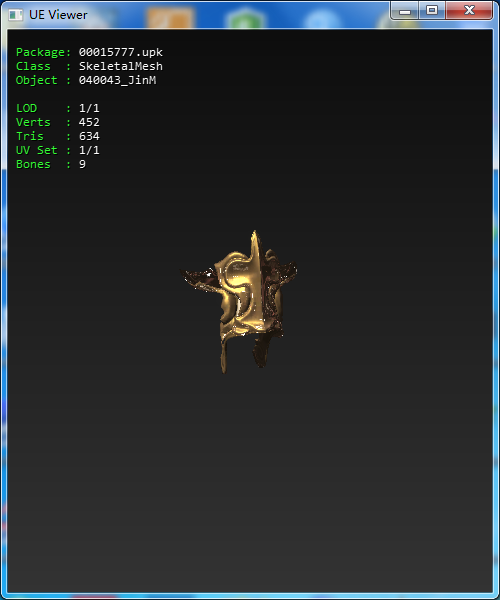 UE Viewer
Package: 00015777.upk
Class : SkeletalMesh
Object : 040043_JinM
LOD : 1/1
Verts : 452
Tris : 634
UV Set : 1/1
Bones : 9